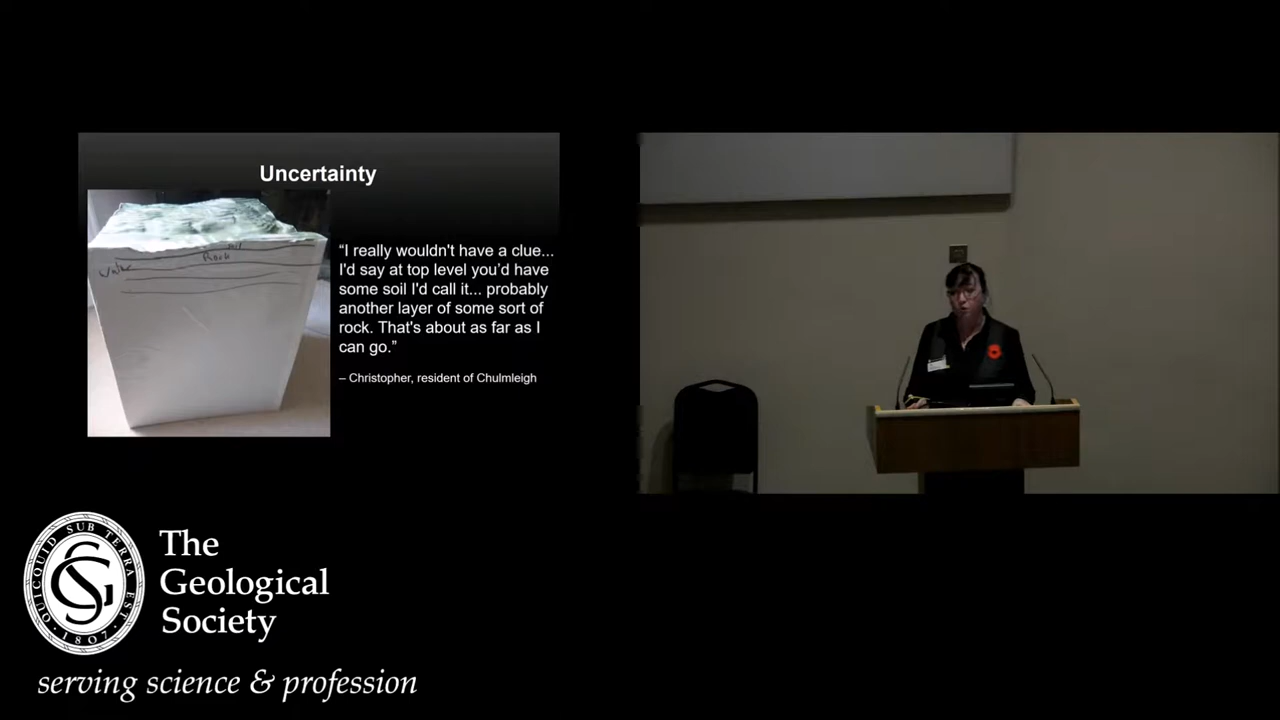 Uncertainty
Rock
"I really wouldn't have a clue...
I'd say at top level you'd have
some soil I'd call it... probably
another layer of some sort of
rock. That's about as far as I
can go."
– Christopher, resident of Chulmleigh
QUICQUID SUB TERRA EST
1807
The
Geological
Society
serving science & profession